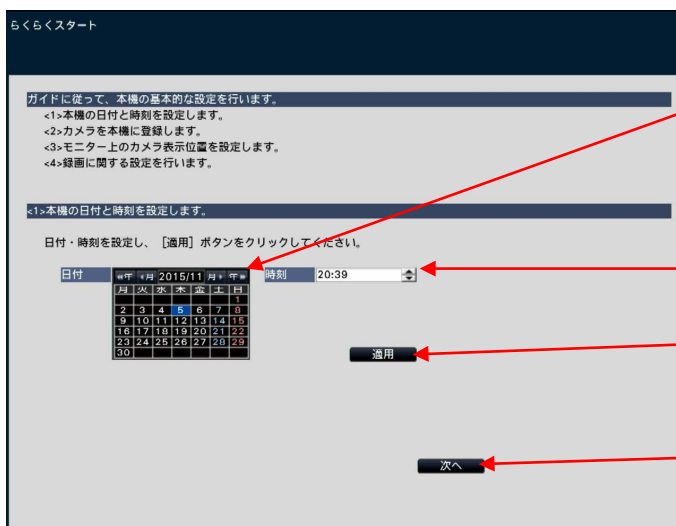 らくらくスタート
ガイドに従って、本機の基本的な設定を行います。
<1>本機の日付と時刻を設定します。
<2>カメラを本機に登録します。
<3>モニター上のカメラ表示位置を設定します。
<4>録画に関する設定を行います。
<1>本機の日付と時刻を設定します。
日付・時刻を設定し、［適用］ボタンをクリックしてください。
日付 «年 ‹月 2015/11 月› 年» 時刻 20:39
月 火 水 木 金 土 日
1
2 3 4 5 6 7 8
9 10 11 12 13 14 15
16 17 18 19 20 21 22
23 24 25 26 27 28 29
30
適用
次へ